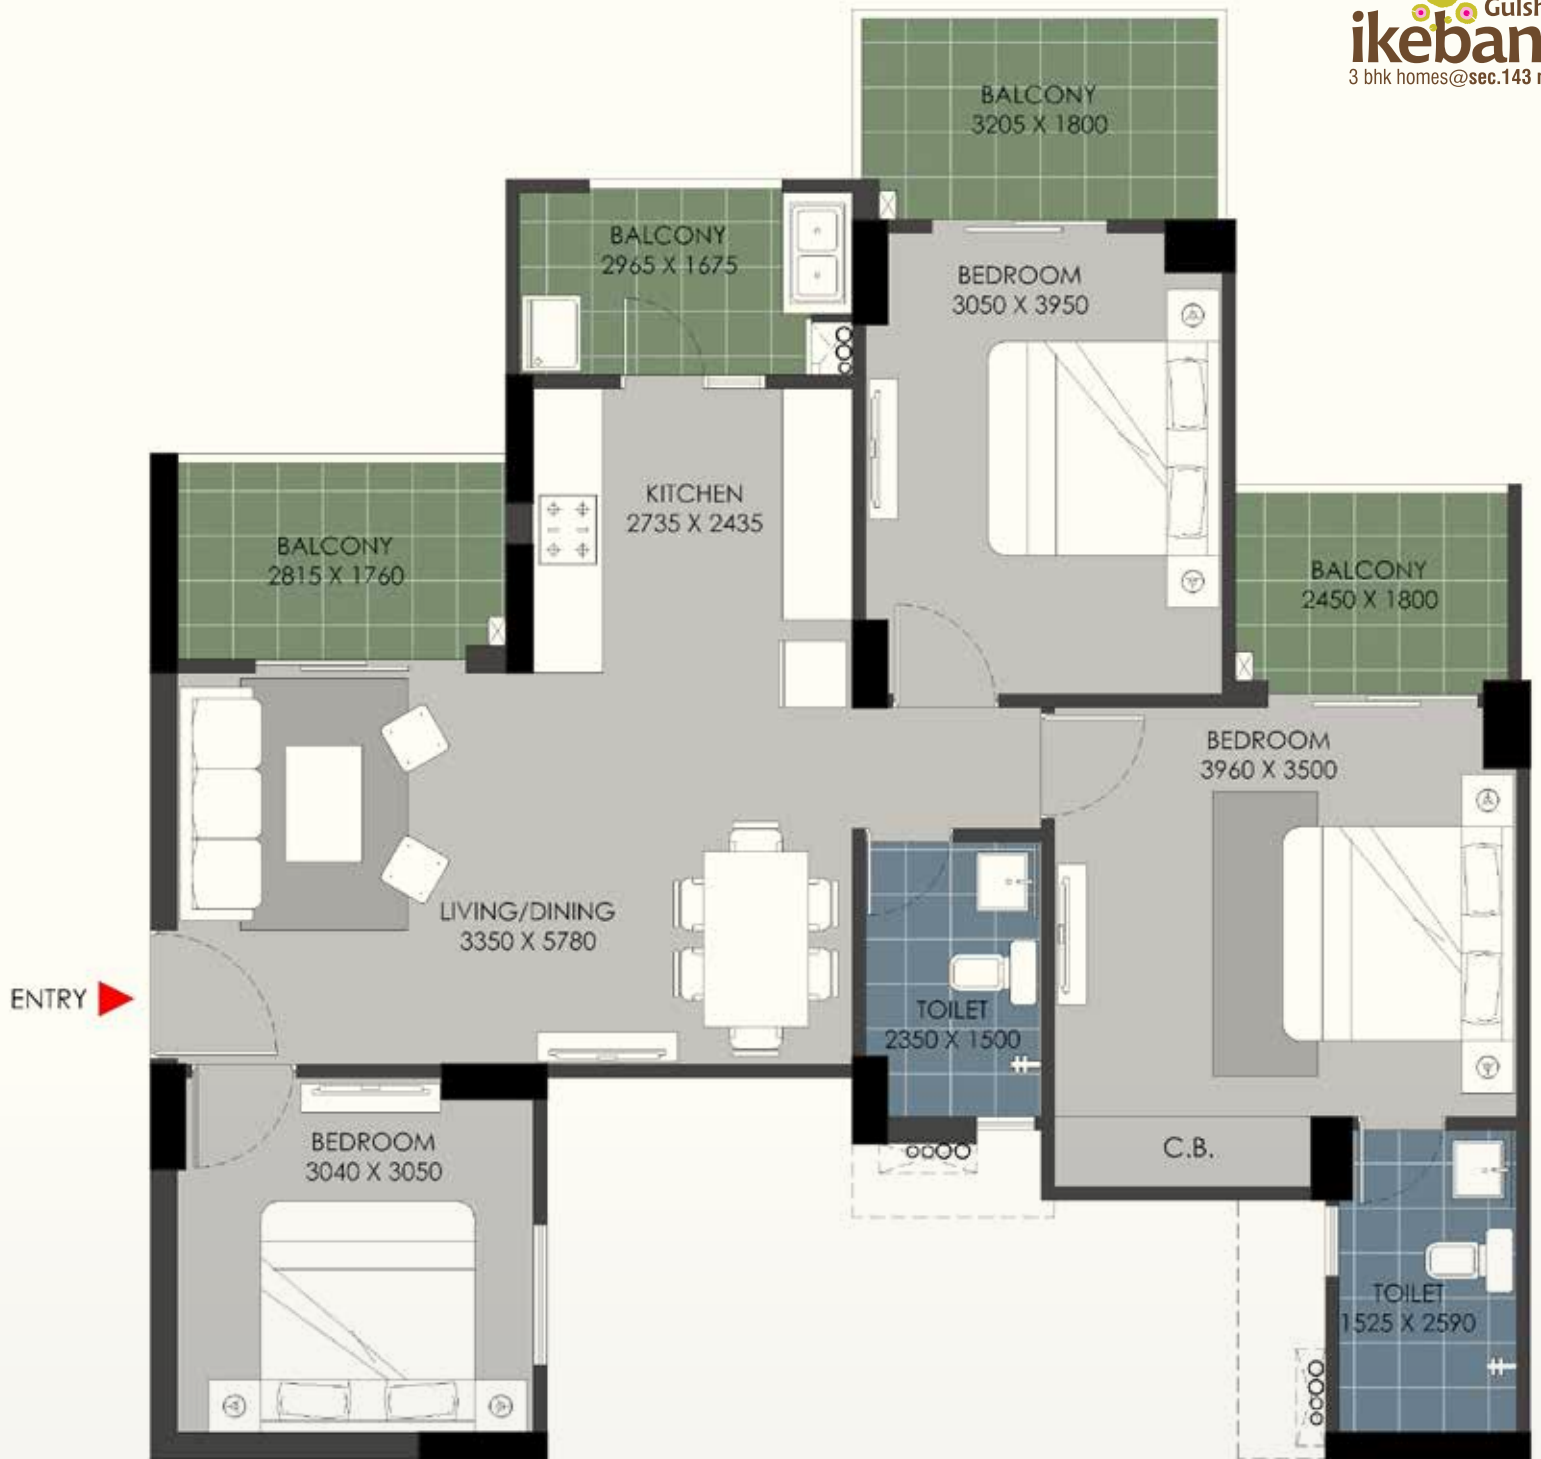 Gulsh
ikeban
3 bhk homes@sec.143 n
BALCONY
3205 X 1800
BALCONY
2965 X 1675
BEDROOM
3050 X 3950
KITCHEN
2735 X 2435
BALCONY
2815 X 1760
BALCONY
2450 X 1800
BEDROOM
3960 X 3500
LIVING/DINING
3350 X 5780
ENTRY
TOILET
2350 X 1500
BEDROOM
3040 X 3050
C.B.
TOILET
1525 X 2590